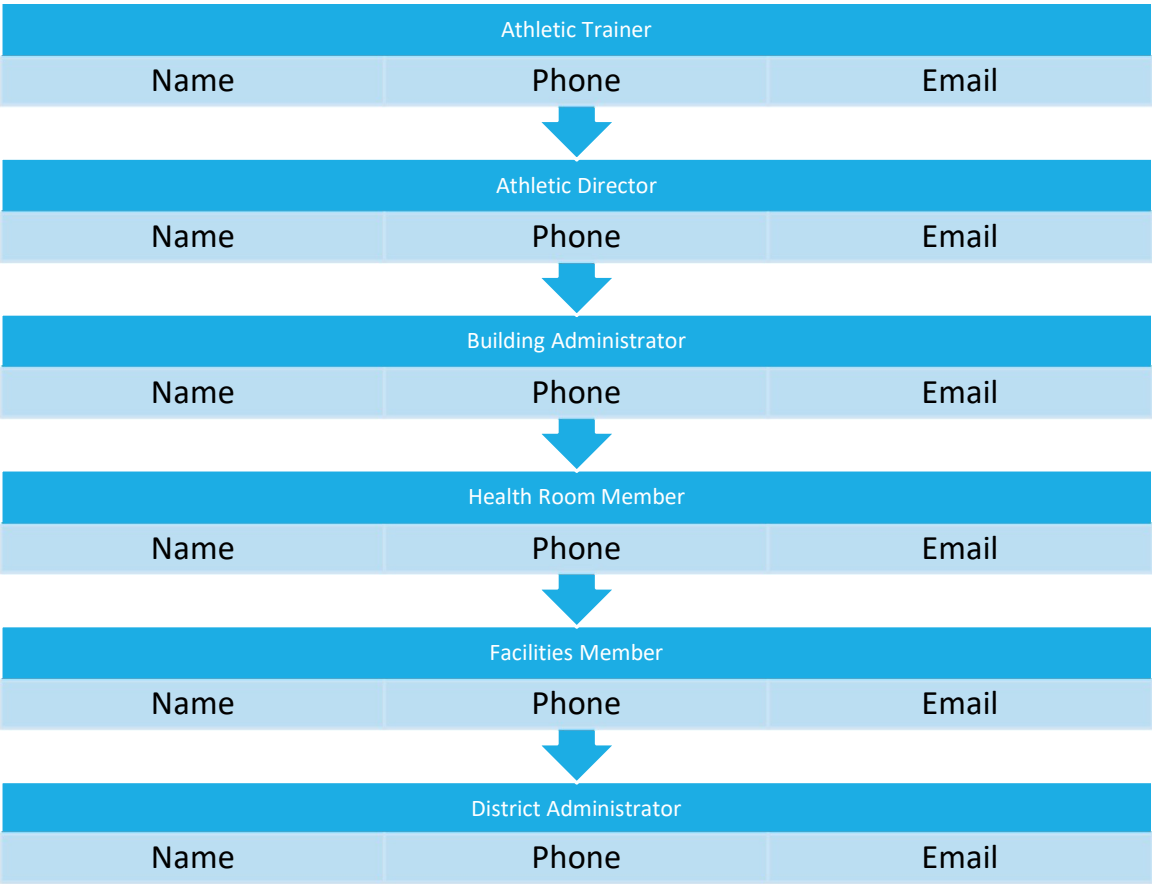 Athletic Trainer
Name Phone Email
Athletic Director
Name Phone Email
Building Administrator
Name Phone Email
Health Room Member
Name Phone Email
Facilities Member
Name Phone Email
District Administrator
Name Phone Email